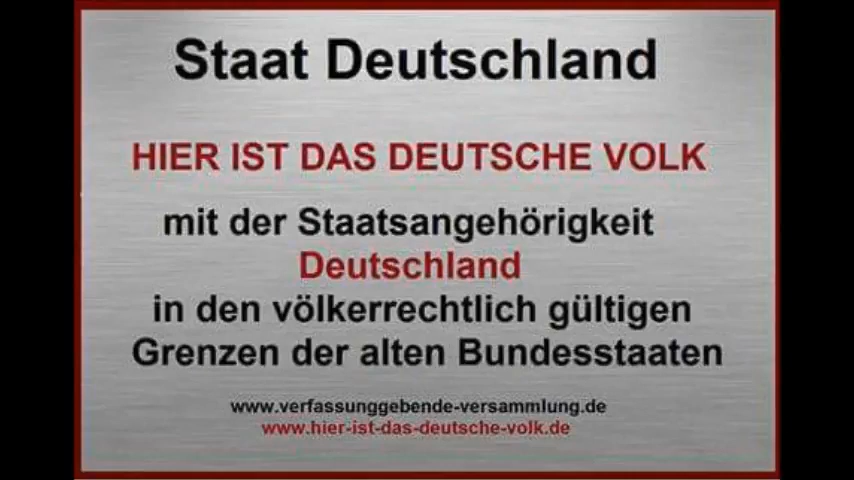 Staat Deutschland
HIER IST DAS DEUTSCHE VOLK
mit der Staatsangehörigkeit
Deutschland
in den völkerrechtlich gültigen
Grenzen der alten Bundesstaaten
www.verfassunggebende-versammlung.de
www.hier-ist-das-deutsche-volk.de